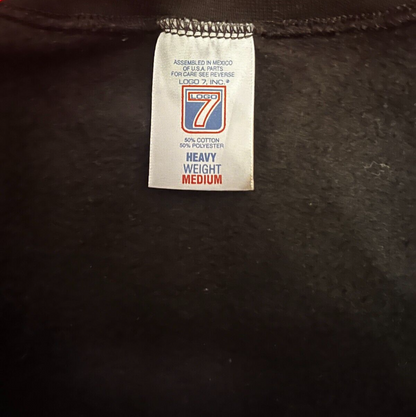 ASSEMBLED IN MEXICO
OF U.S.A. PARTS
FOR CARE SEE REVERSE
LOGO 7, INC.®
LOGO
7
50% COTTON
50% POLYESTER
HEAVY
WEIGHT
MEDIUM